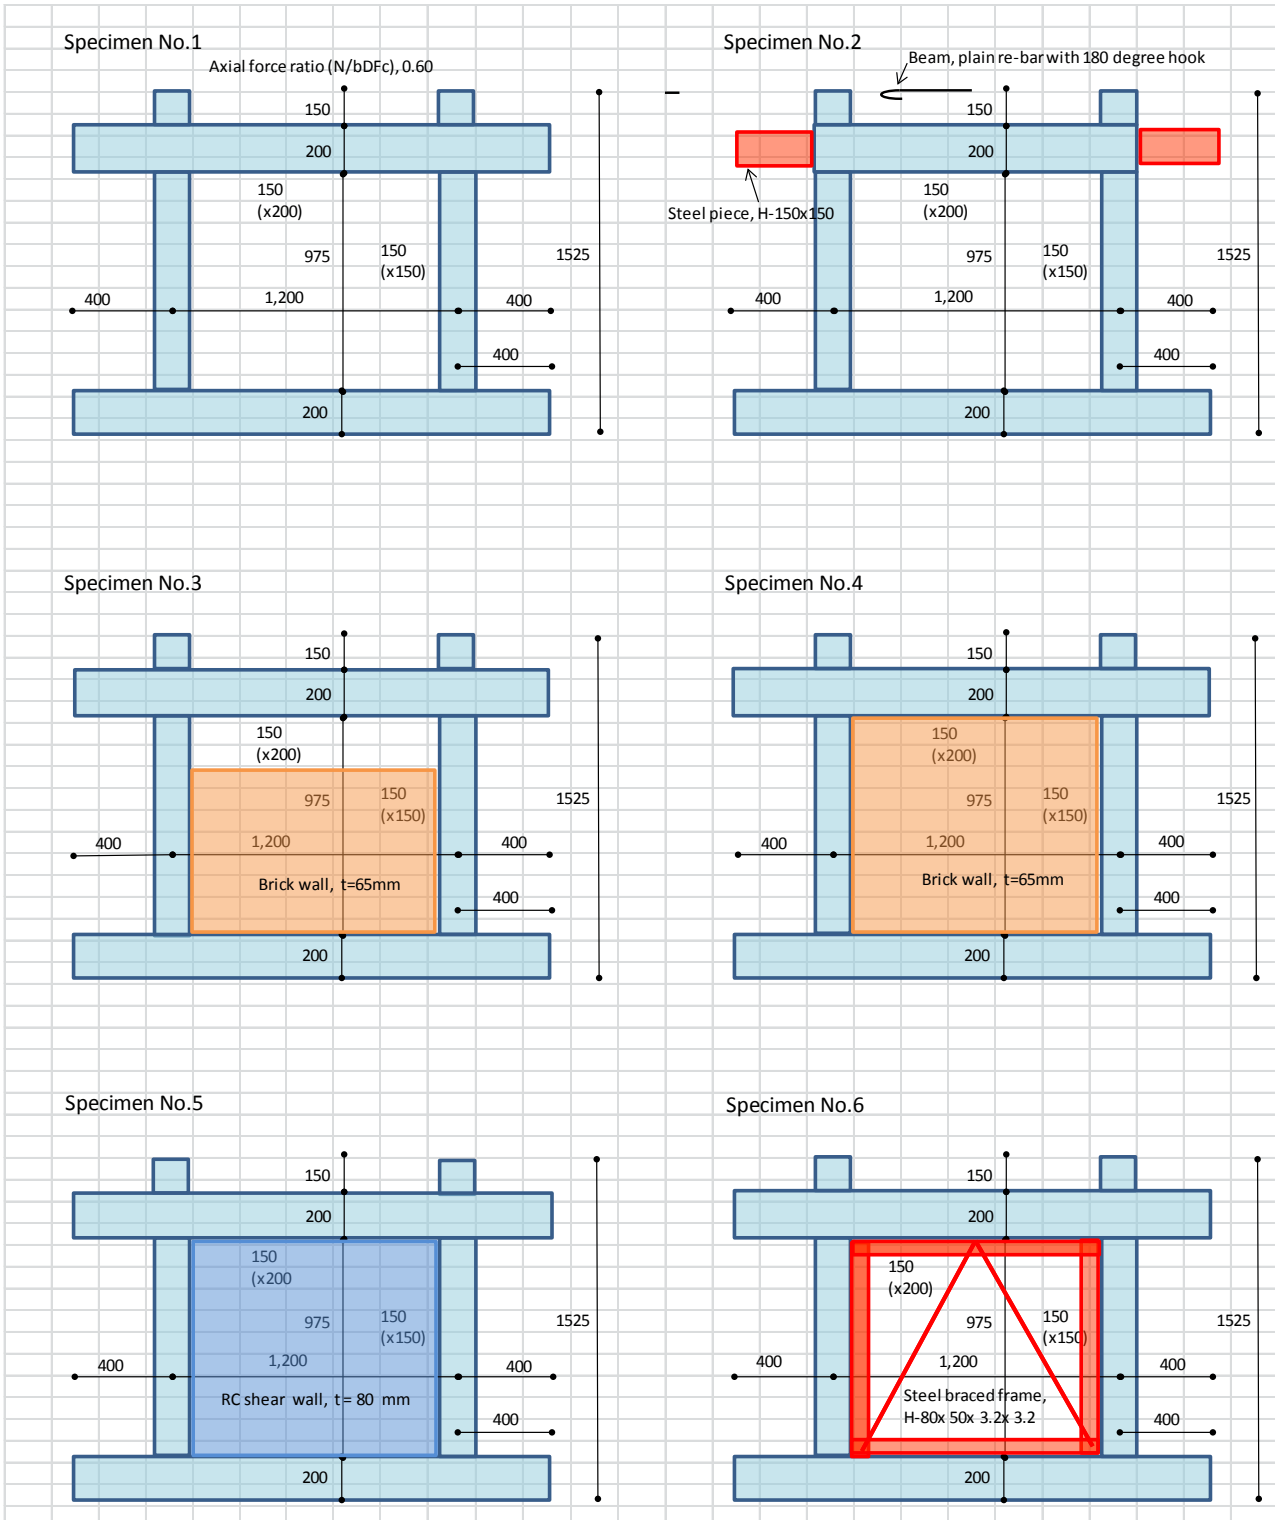 Specimen No.1
Axial force ratio (N/bDFc), 0.60
150
200
150
(x200)
975
150
(x150)
1525
400
1,200
400
400
200
Specimen No.2
Beam, plain re-bar with 180 degree hook
150
200
150
(x200)
Steel piece, H-150x150
975
150
(x150)
1525
400
1,200
400
400
200
Specimen No.3
150
200
150
(x200)
975
150
(x150)
1525
400
1,200
400
Brick wall, t=65mm
400
200
Specimen No.4
150
200
150
(x200)
975
150
(x150)
1525
400
1,200
400
Brick wall, t=65mm
400
200
Specimen No.5
150
200
150
(x200
975
150
(x150)
1525
400
1,200
400
RC shear wall, t= 80 mm
400
200
Specimen No.6
150
200
150
(x200)
975
150
(x150)
1525
400
1,200
400
Steel braced frame,
H-80x 50x 3.2x 3.2
400
200